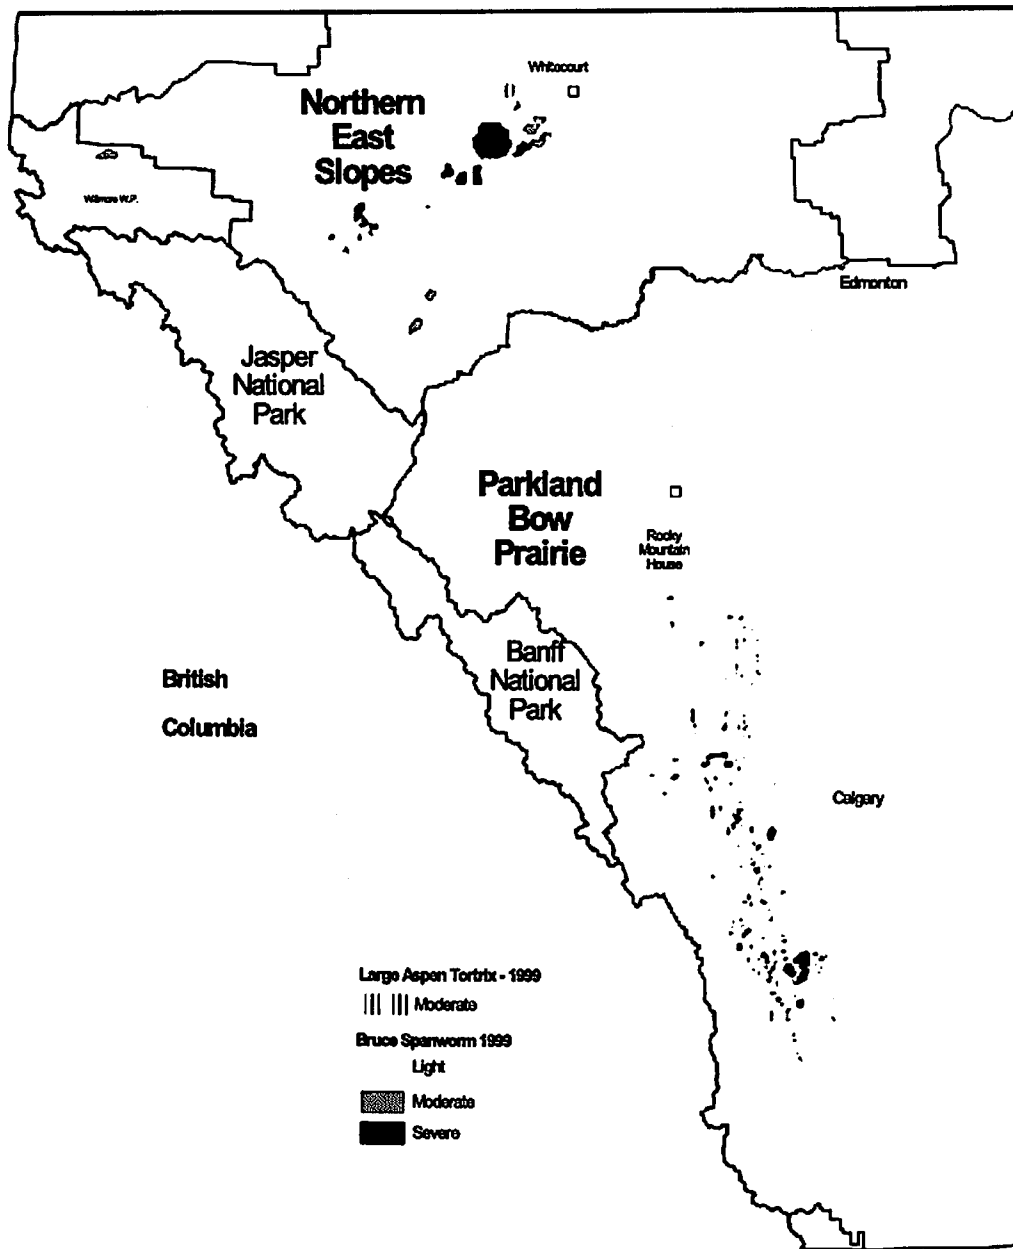 Whitecourt
Northern
East
Slopes
Willmore W.P.
Edmonton
Jasper
National
Park
Parkland
Bow
Prairie
Rocky
Mountain
House
Banff
National
Park
British
Columbia
Calgary
Large Aspen Tortrix - 1999
Moderate
Bruce Spanworm 1999
Light
Moderate
Severe